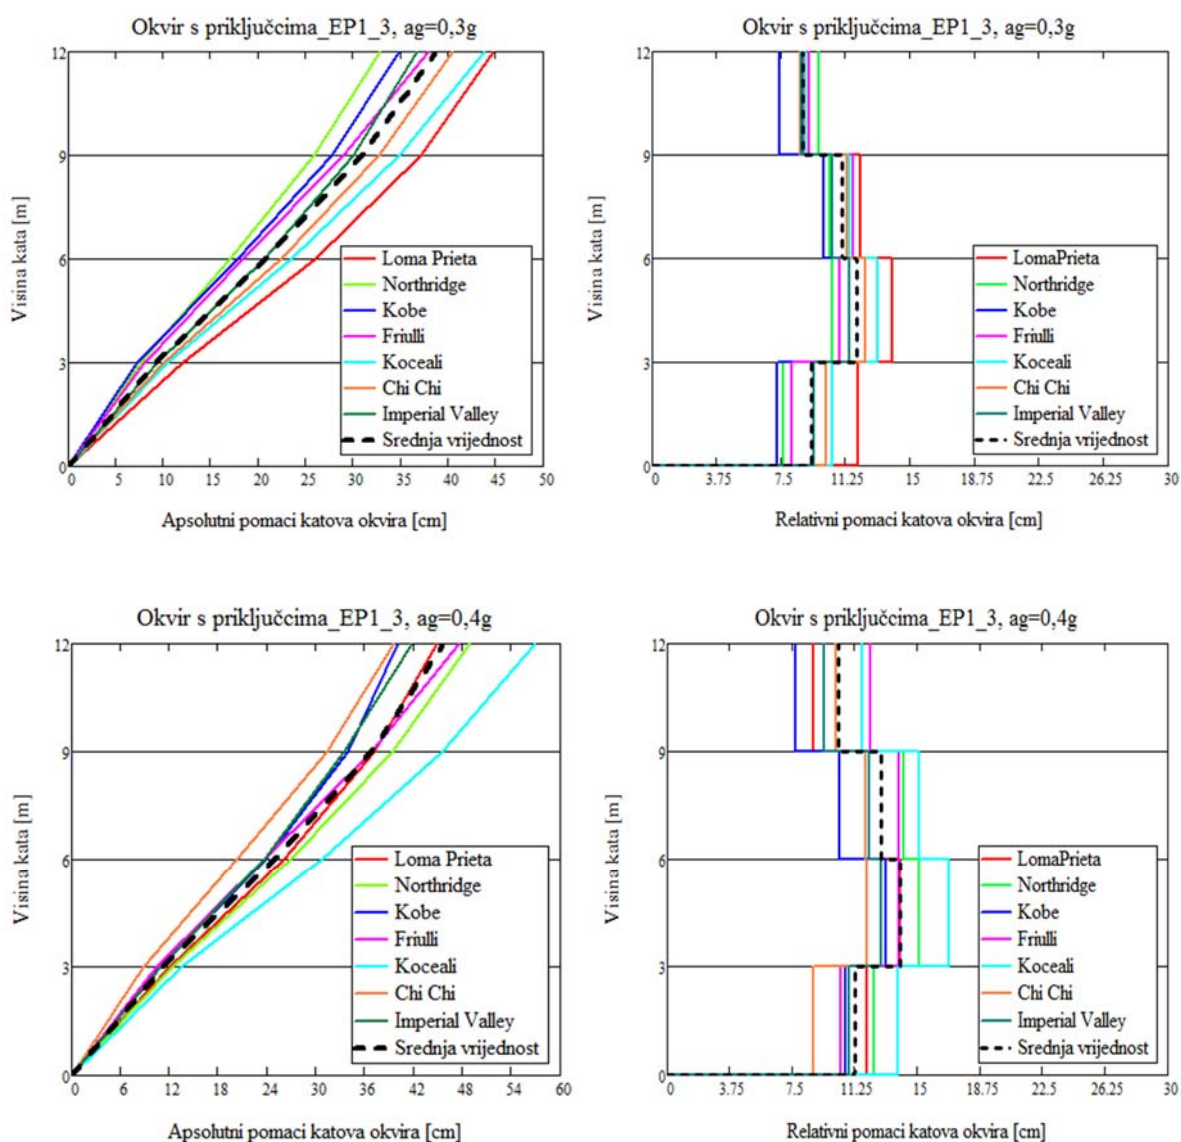 Okvir s priključcima_EP1_3, ag=0,3g
12
9
6
3
0
Visina kata [m]
Loma Prieta
Northridge
Kobe
Friulli
Koceali
Chi Chi
Imperial Valley
Srednja vrijednost
0 5 10 15 20 25 30 35 40 45 50
Apsolutni pomaci katova okvira [cm]
Okvir s priključcima_EP1_3, ag=0,3g
12
9
6
3
0
Visina kata [m]
LomaPrieta
Northridge
Kobe
Friulli
Koceali
Chi Chi
Imperial Valley
Srednja vrijednost
0 3.75 7.5 11.25 15 18.75 22.5 26.25 30
Relativni pomaci katova okvira [cm]
Okvir s priključcima_EP1_3, ag=0,4g
12
9
6
3
0
Visina kata [m]
Loma Prieta
Northridge
Kobe
Friulli
Koceali
Chi Chi
Imperial Valley
Srednja vrijednost
0 6 12 18 24 30 36 42 48 54 60
Apsolutni pomaci katova okvira [cm]
Okvir s priključcima_EP1_3, ag=0,4g
12
9
6
3
0
Visina kata [m]
LomaPrieta
Northridge
Kobe
Friulli
Koceali
Chi Chi
Imperial Valley
Srednja vrijednost
0 3.75 7.5 11.25 15 18.75 22.5 26.25 30
Relativni pomaci katova okvira [cm]